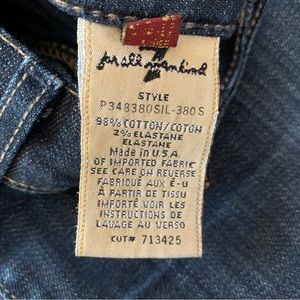 7
for all mankind
STYLE
P348380SIL-380S
98% COTTON/COTON
2% ELASTANE
ELASTANE
Made in U.S.A.
OF IMPORTED FABRIC
SEE CARE ON REVERSE
FABRIQUÉ AUX É-U
À PARTIR DE TISSU
IMPORTÉ
VOIR LES
INSTRUCTIONS DE
LAVAGE AU VERSO
CUT# 713425